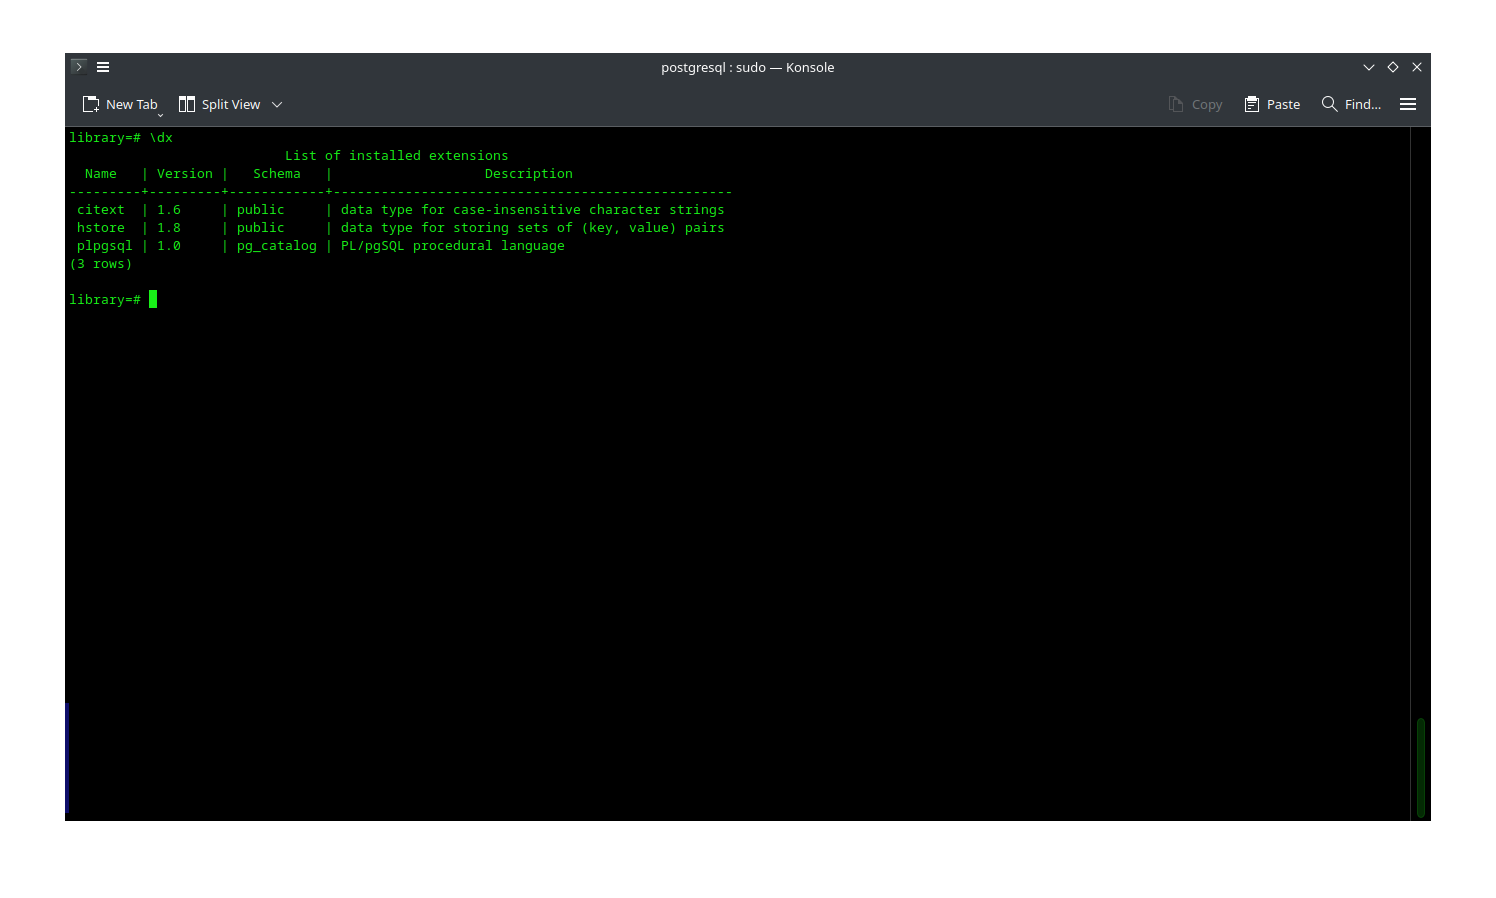 postgresql : sudo — Konsole
New Tab Split View Copy Paste Find...
library=# \dx
                           List of installed extensions
  Name   | Version |   Schema   |                   Description
---------+---------+------------+--------------------------------------------------
 citext  | 1.6     | public     | data type for case-insensitive character strings
 hstore  | 1.8     | public     | data type for storing sets of (key, value) pairs
 plpgsql | 1.0     | pg_catalog | PL/pgSQL procedural language
(3 rows)
library=#